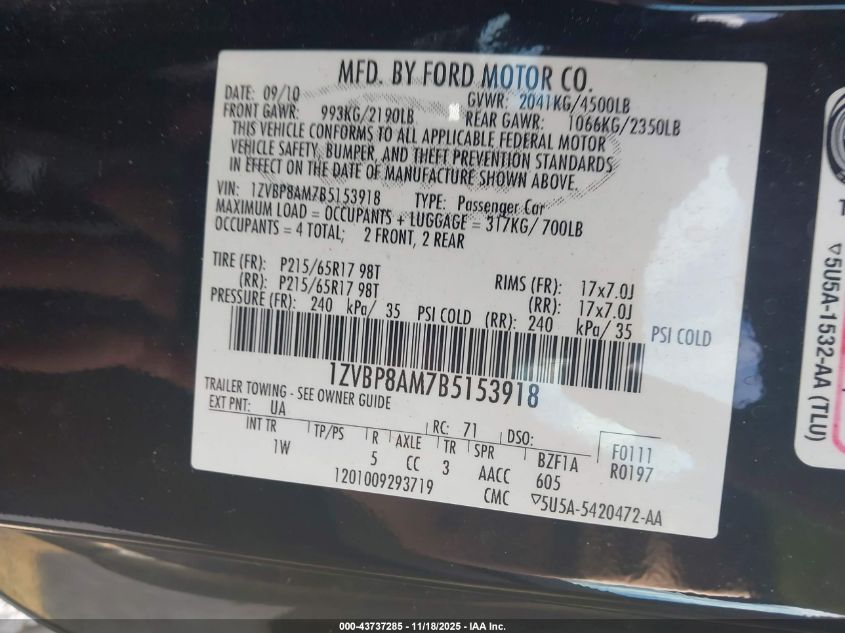 MFD. BY FORD MOTOR CO.
DATE: 09/10 GVWR: 2041KG/4500LB
FRONT GAWR: 993KG/2190LB REAR GAWR: 1066KG/2350LB
THIS VEHICLE CONFORMS TO ALL APPLICABLE FEDERAL MOTOR
VEHICLE SAFETY, BUMPER, AND THEFT PREVENTION STANDARDS
IN EFFECT ON THE DATE OF MANUFACTURE SHOWN ABOVE.
VIN: 1ZVBP8AM7B5153918 TYPE: Passenger Car
MAXIMUM LOAD = OCCUPANTS + LUGGAGE = 317KG/ 700LB
OCCUPANTS = 4 TOTAL; 2 FRONT, 2 REAR
TIRE (FR): P215/65R17 98T RIMS (FR): 17x7.0J
(RR): P215/65R17 98T (RR): 17x7.0J
PRESSURE (FR): 240 kPa/ 35 PSI COLD (RR): 240 kPa/ 35 PSI COLD
1ZVBP8AM7B5153918
TRAILER TOWING - SEE OWNER GUIDE
EXT PNT: UA RC: 71 DSO: F0111
INT TR TP/PS R AXLE TR SPR BZF1A R0197
1W 5 CC 3 AACC 605
1201009293719 CMC ▽5U5A-5420472-AA
T
▽5U5A-1532-AA (TLU)
000-43737285 - 11/18/2025 - IAA Inc.